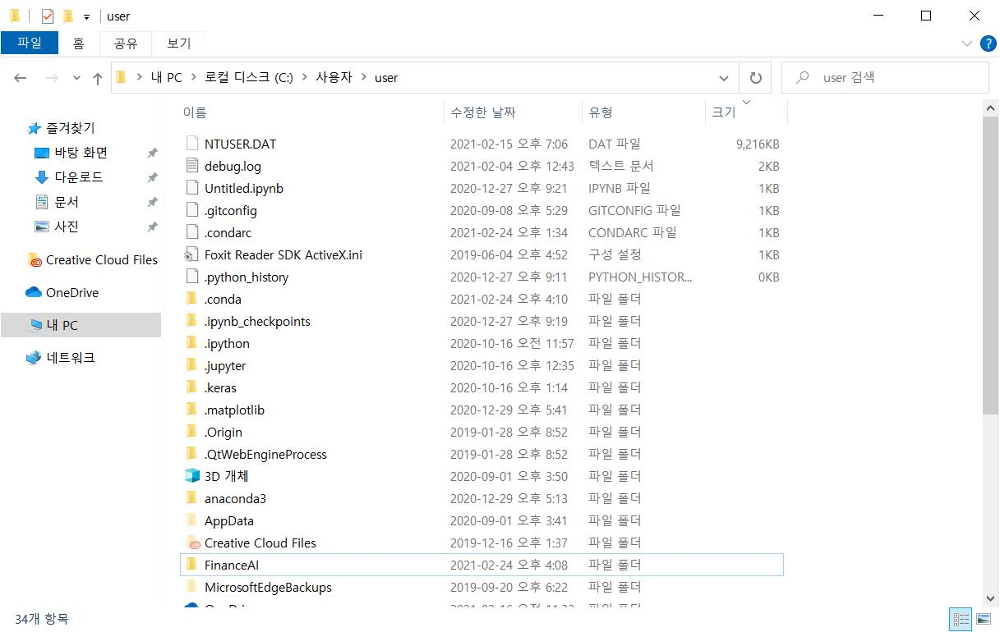 user
파일 홈 공유 보기
내 PC 로컬 디스크 (C:) 사용자 user user 검색
이름 수정한 날짜 유형 크기
즐겨찾기
바탕 화면
다운로드
문서
사진
Creative Cloud Files
OneDrive
내 PC
네트워크
NTUSER.DAT 2021-02-15 오후 7:06 DAT 파일 9,216KB
debug.log 2021-02-04 오후 12:43 텍스트 문서 2KB
Untitled.ipynb 2020-12-27 오후 9:21 IPYNB 파일 1KB
.gitconfig 2020-09-08 오후 5:29 GITCONFIG 파일 1KB
.condarc 2021-02-24 오후 1:34 CONDARC 파일 1KB
Foxit Reader SDK ActiveX.ini 2019-06-04 오후 4:52 구성 설정 1KB
.python_history 2020-12-27 오후 9:11 PYTHON_HISTOR... 0KB
.conda 2021-02-24 오후 4:10 파일 폴더
.ipynb_checkpoints 2020-12-27 오후 9:19 파일 폴더
.ipython 2020-10-16 오전 11:57 파일 폴더
.jupyter 2020-10-16 오후 12:35 파일 폴더
.keras 2020-10-16 오후 1:14 파일 폴더
.matplotlib 2020-12-29 오후 5:41 파일 폴더
.Origin 2019-01-28 오후 8:52 파일 폴더
.QtWebEngineProcess 2019-01-28 오후 8:52 파일 폴더
3D 개체 2020-09-01 오후 3:50 파일 폴더
anaconda3 2020-12-29 오후 5:13 파일 폴더
AppData 2020-09-01 오후 3:41 파일 폴더
Creative Cloud Files 2019-12-16 오후 1:37 파일 폴더
FinanceAI 2021-02-24 오후 4:08 파일 폴더
MicrosoftEdgeBackups 2019-09-20 오후 6:22 파일 폴더
34개 항목